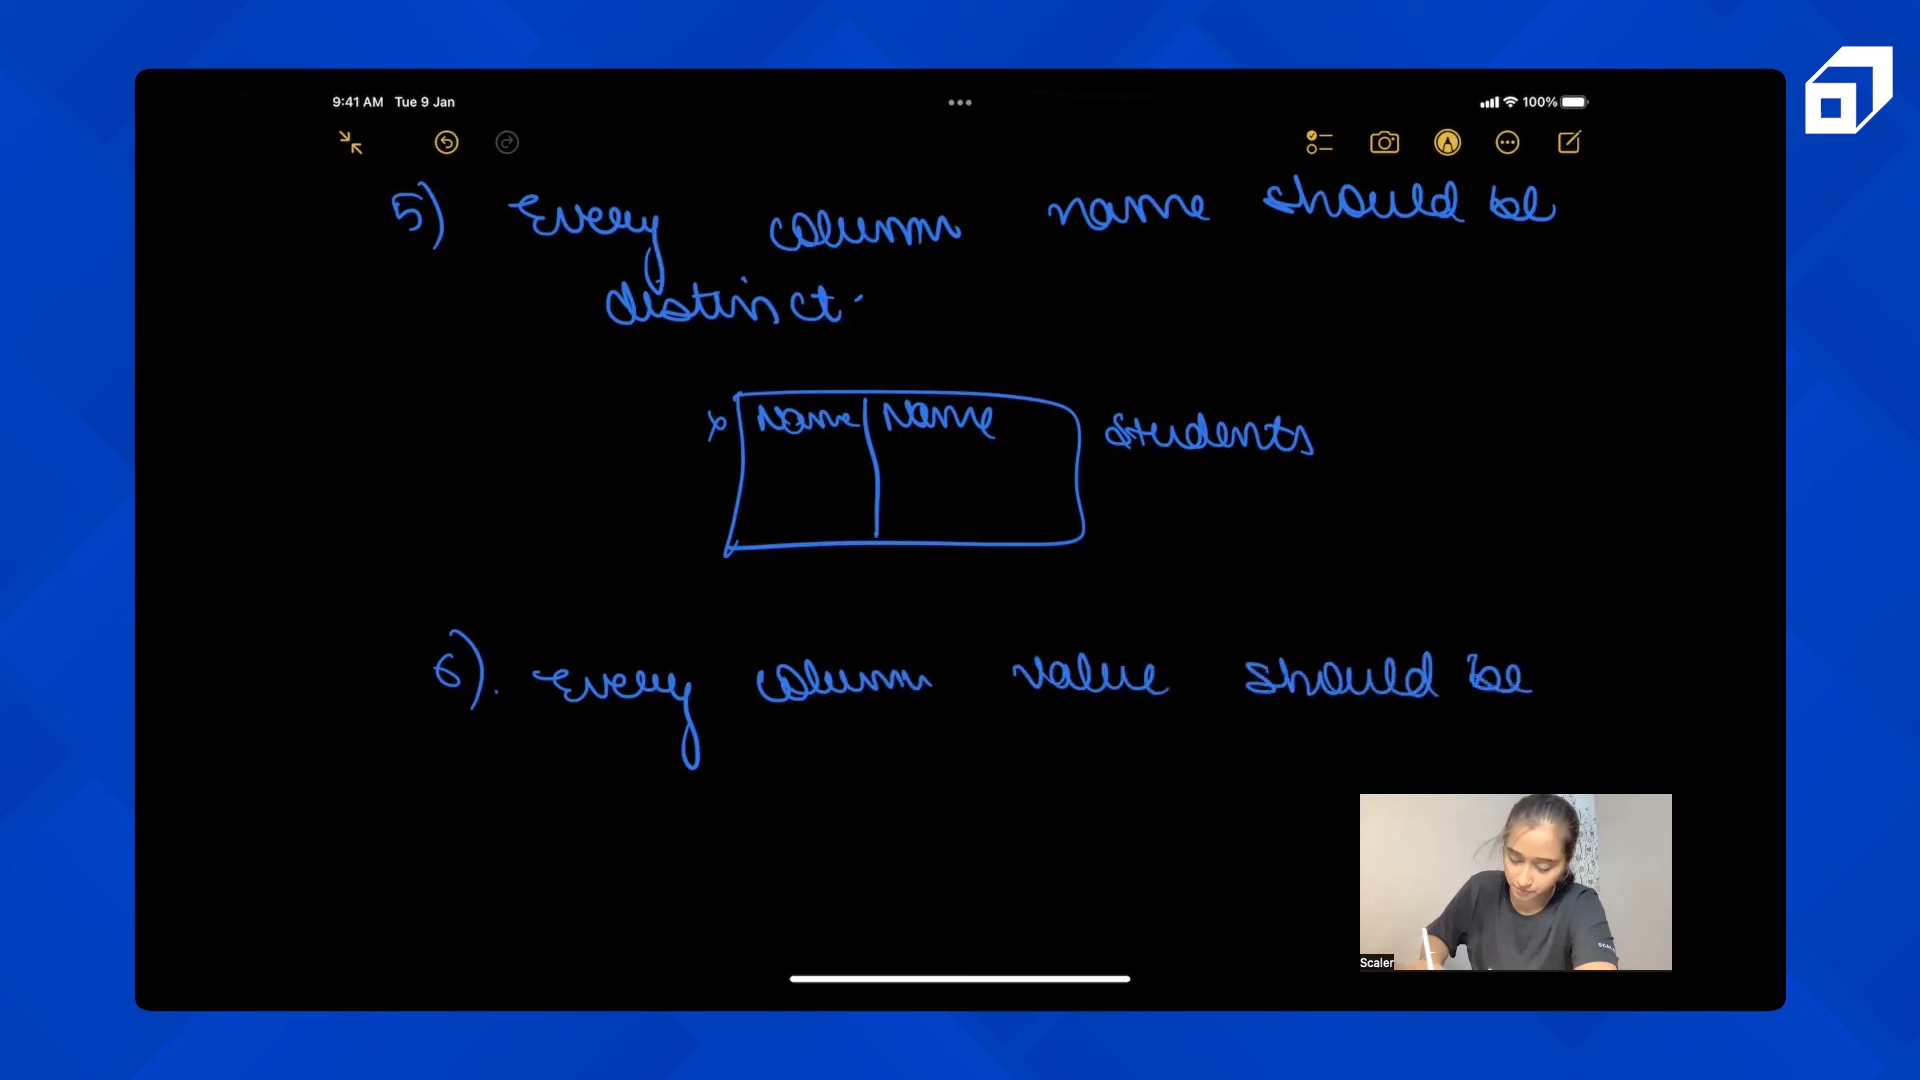 9:41 AM Tue 9 Jan
100%
5) Every column name should be
distinct.
x Name Name Students
6). Every column value should be
Scaler